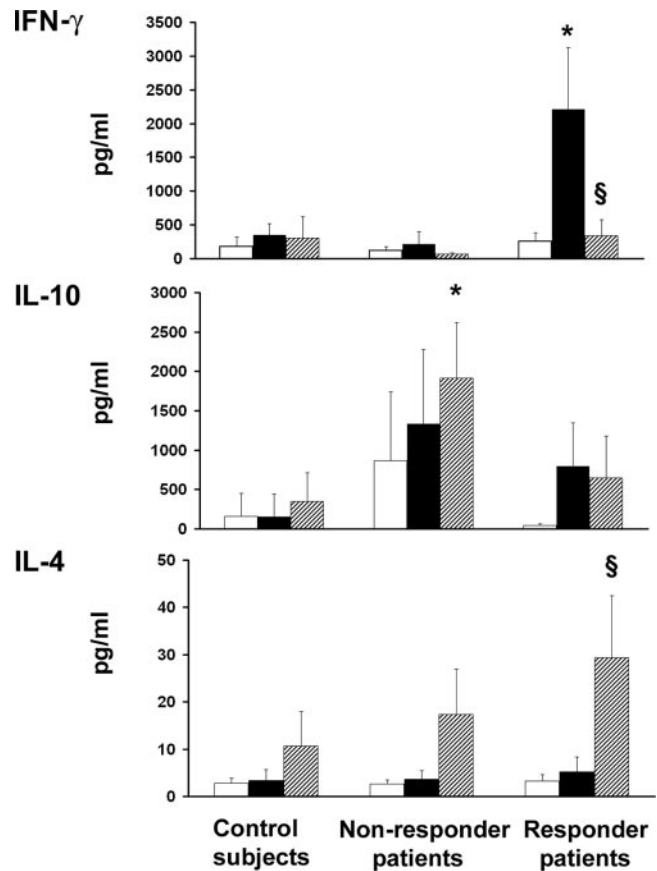 IFN-γ
3500
*
3000
2500
pg/ml
2000
1500
1000
§
500
0
IL-10
3000
*
2500
pg/ml
2000
1500
1000
500
0
IL-4
50
§
40
pg/ml
30
20
10
0
Control subjects
Non-responder patients
Responder patients